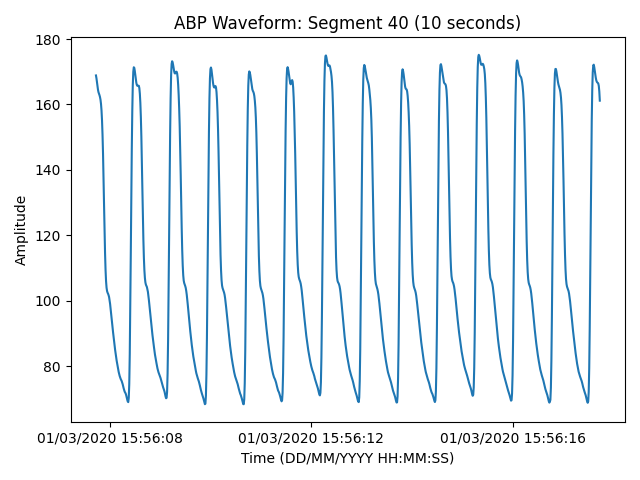 ABP Waveform: Segment 40 (10 seconds)
180
160
140
120
100
80
Amplitude
01/03/2020 15:56:08 01/03/2020 15:56:12 01/03/2020 15:56:16
Time (DD/MM/YYYY HH:MM:SS)